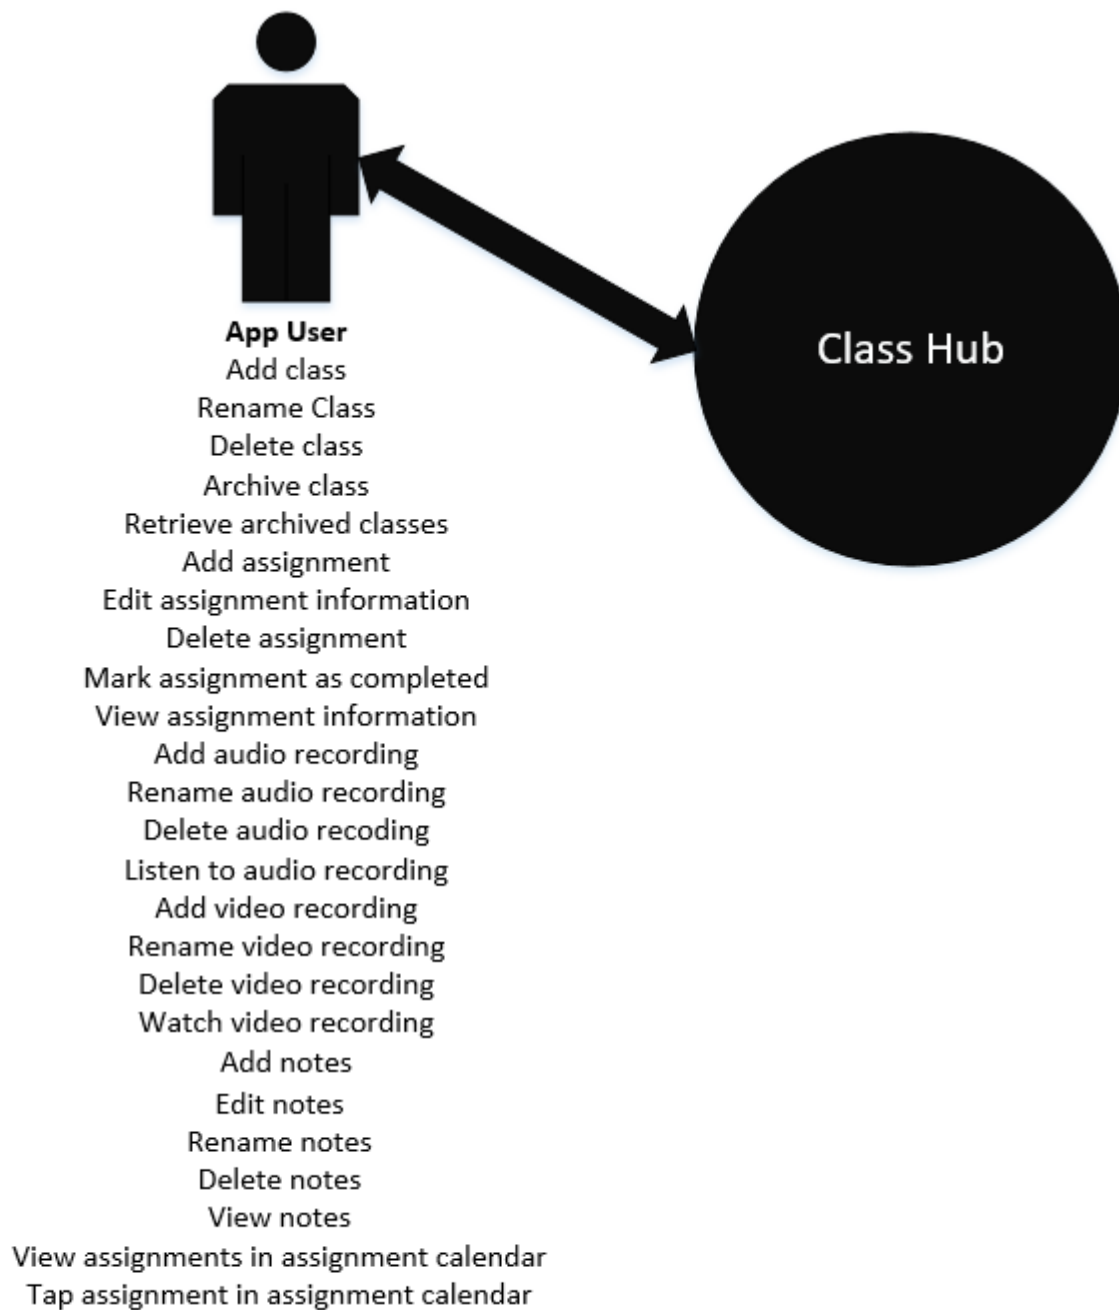 App User
Add class
Rename Class
Delete class
Archive class
Retrieve archived classes
Add assignment
Edit assignment information
Delete assignment
Mark assignment as completed
View assignment information
Add audio recording
Rename audio recording
Delete audio recoding
Listen to audio recording
Add video recording
Rename video recording
Delete video recording
Watch video recording
Add notes
Edit notes
Rename notes
Delete notes
View notes
View assignments in assignment calendar
Tap assignment in assignment calendar
Class Hub